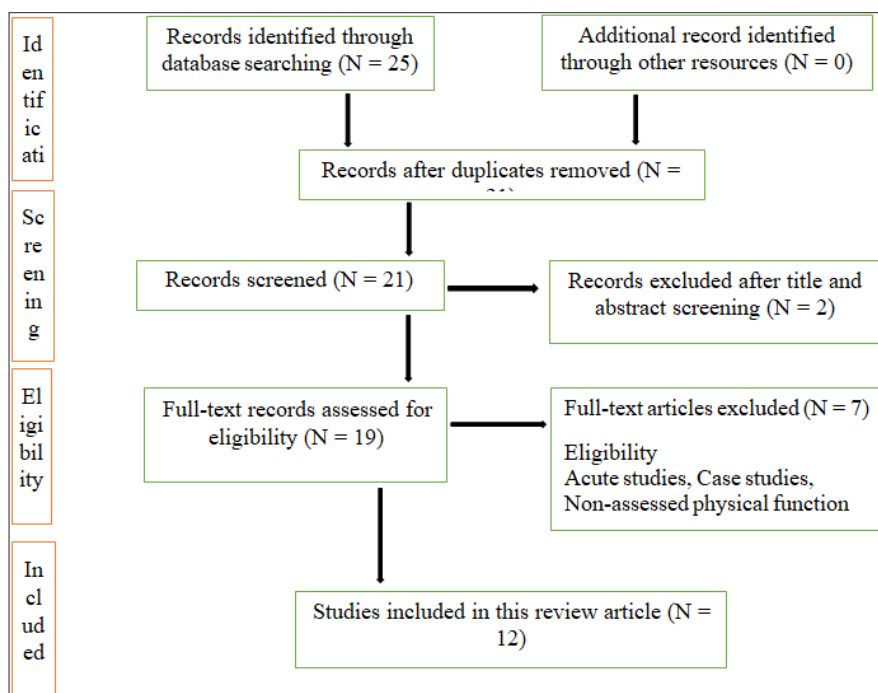 Id
en
tif
ic
ati
Records identified through
database searching (N = 25)
Additional record identified
through other resources (N = 0)
Records after duplicates removed (N =
Sc
re
en
in
g
Records screened (N = 21)
Records excluded after title and
abstract screening (N = 2)
El
igi
bil
ity
Full-text records assessed for
eligibility (N = 19)
Full-text articles excluded (N = 7)
Eligibility
Acute studies, Case studies,
Non-assessed physical function
In
cl
ud
ed
Studies included in this review article (N =
12)